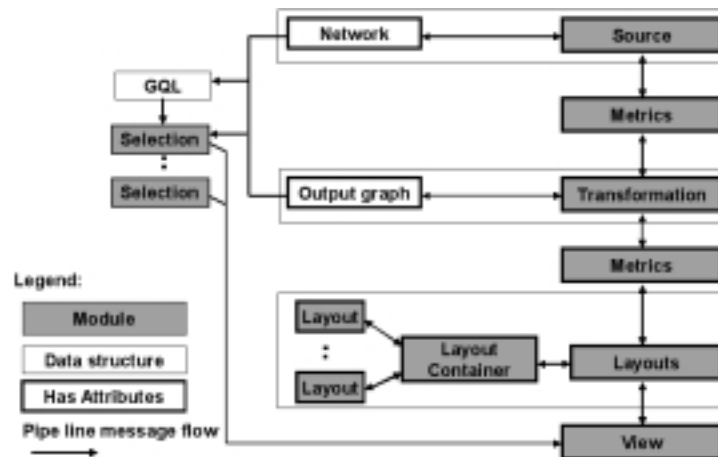 Network
Source
GQL
Metrics
Selection
:
Selection
Output graph
Transformation
Metrics
Legend:
Module
Layout
:
Layout
Layout
Container
Layouts
Data structure
Has Attributes
Pipe line message flow
View